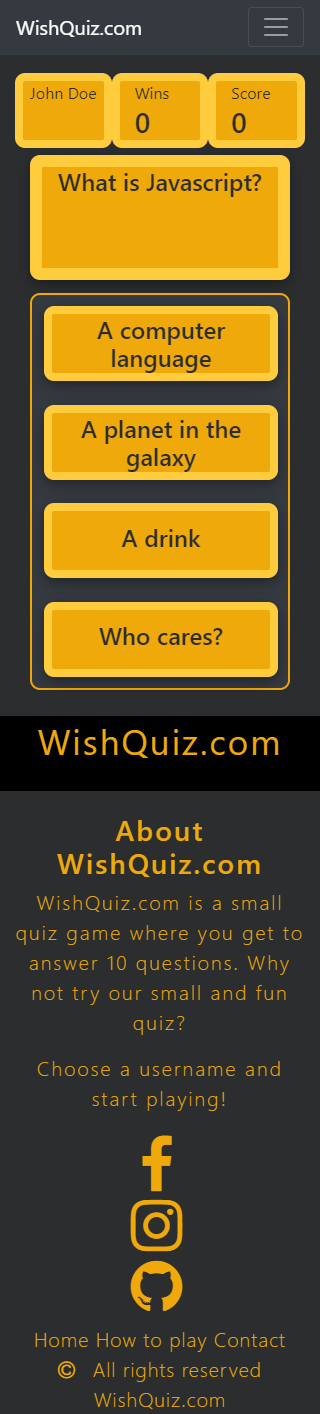 WishQuiz.com
John Doe
Wins
0
Score
0
What is Javascript?
A computer
language
A planet in the
galaxy
A drink
Who cares?
WishQuiz.com
About
WishQuiz.com
WishQuiz.com is a small
quiz game where you get to
answer 10 questions. Why
not try our small and fun
quiz?
Choose a username and
start playing!
Home How to play Contact
© All rights reserved
WishQuiz.com